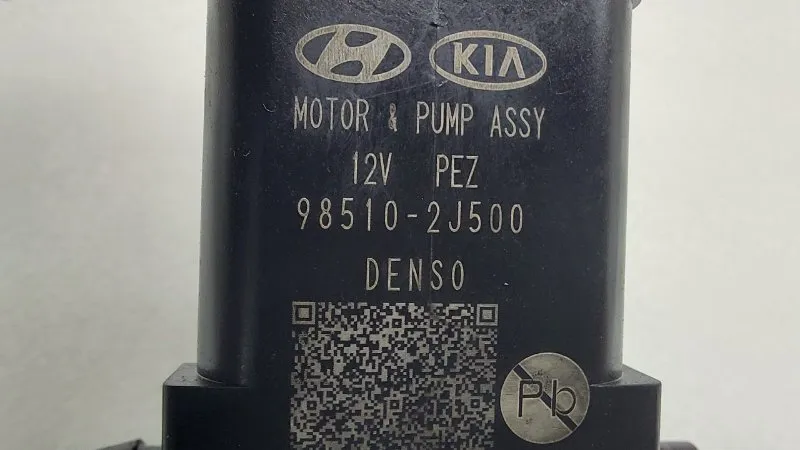 KIA
MOTOR & PUMP ASSY
12V PEZ
98510-2J500
DENSO
Pb